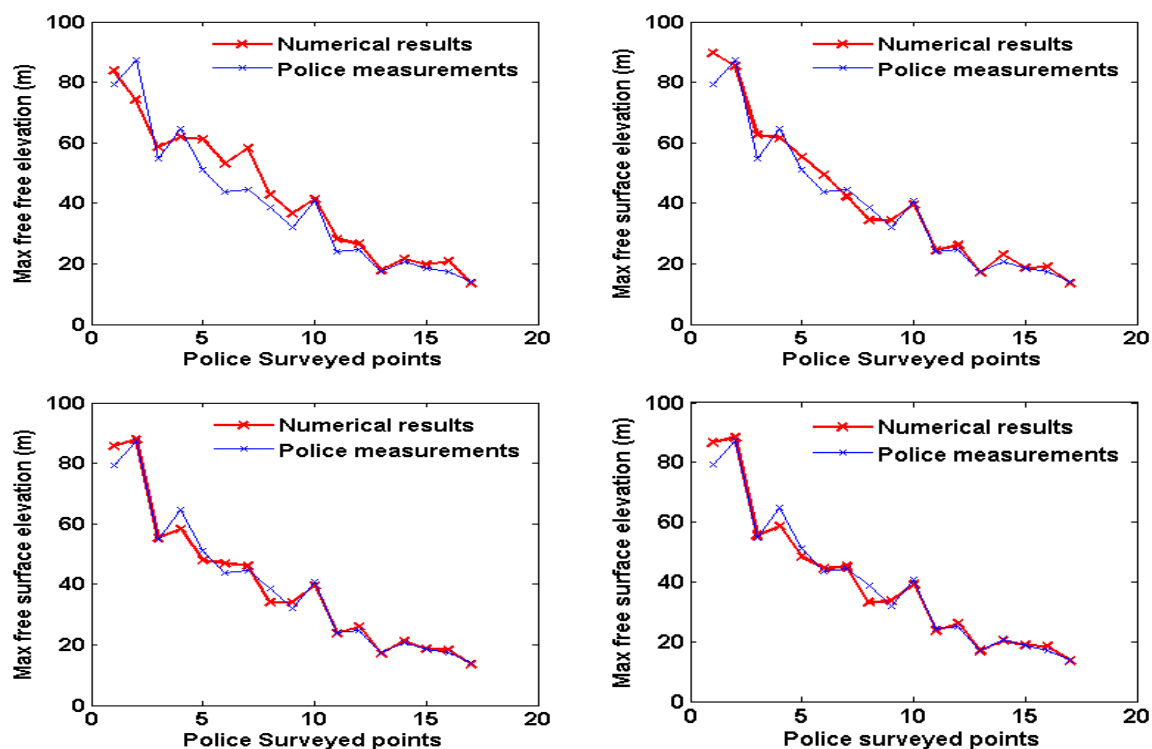 Max free free elevation (m)
100
80
60
40
20
0
Numerical results
Police measurements
0 5 10 15 20
Police Surveyed points
Max free surface elevation (m)
100
80
60
40
20
0
Numerical results
Police measurements
0 5 10 15 20
Police Surveyed points
Max free surface elevation (m)
100
80
60
40
20
0
Numerical results
Police measurements
0 5 10 15 20
Police Surveyed points
Max free surface elevation (m)
100
80
60
40
20
0
Numerical results
Police measurements
0 5 10 15 20
Police surveyed points